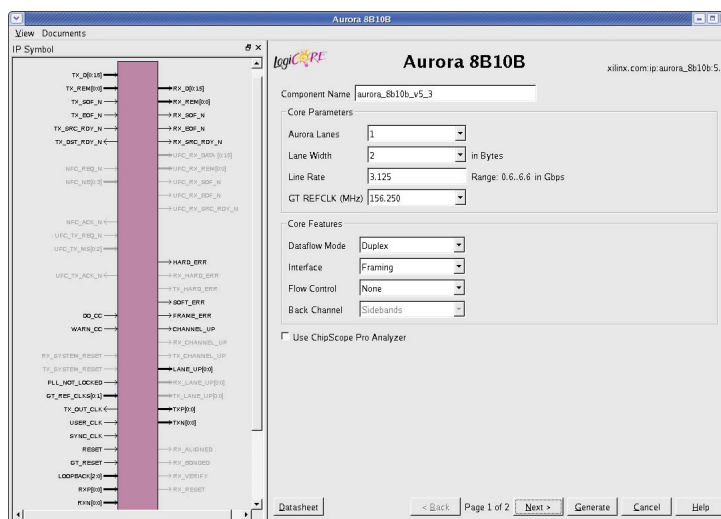 Aurora 8B10B
View Documents
IP Symbol
TX_D[0:15]
TX_REM[0:0]
TX_SOF_N
TX_EOF_N
TX_SRC_RDY_N
TX_DST_RDY_N
NFC_REQ_N
NFC_NB[0:3]
NFC_ACK_N
UFC_TX_REQ_N
UFC_TX_MS[0:2]
UFC_TX_ACK_N
DO_CC
WARN_CC
RX_SYSTEM_RESET
TX_SYSTEM_RESET
PLL_NOT_LOCKED
GT_REF_CLKS[0:1]
TX_OUT_CLK
USER_CLK
SYNC_CLK
RESET
GT_RESET
LOOPBACK[2:0]
RXP[0:0]
RXN[0:0]
RX_D[0:15]
RX_REM[0:0]
RX_SOF_N
RX_EOF_N
RX_SRC_RDY_N
UFC_RX_DATA [0:15]
UFC_RX_REM[0:0]
UFC_RX_SOF_N
UFC_RX_EOF_N
UFC_RX_SRC_RDY_N
HARD_ERR
RX_HARD_ERR
TX_HARD_ERR
SOFT_ERR
FRAME_ERR
CHANNEL_UP
RX_CHANNEL_UP
TX_CHANNEL_UP
LANE_UP[0:0]
RX_LANE_UP[0:0]
TX_LANE_UP[0:0]
TXP[0:0]
TXN[0:0]
RX_ALIGNED
RX_BONDED
RX_VERIFY
RX_RESET
LogiCORE
Aurora 8B10B
xilinx.com:ip:aurora_8b10b:5.
Component Name aurora_8b10b_v5_3
Core Parameters
Aurora Lanes 1
Lane Width 2 in Bytes
Line Rate 3.125 Range: 0.6..6.6 in Gbps
GT REFCLK (MHz) 156.250
Core Features
Dataflow Mode Duplex
Interface Framing
Flow Control None
Back Channel Sidebands
Use ChipScope Pro Analyzer
Datasheet < Back Page 1 of 2 Next > Generate Cancel Help